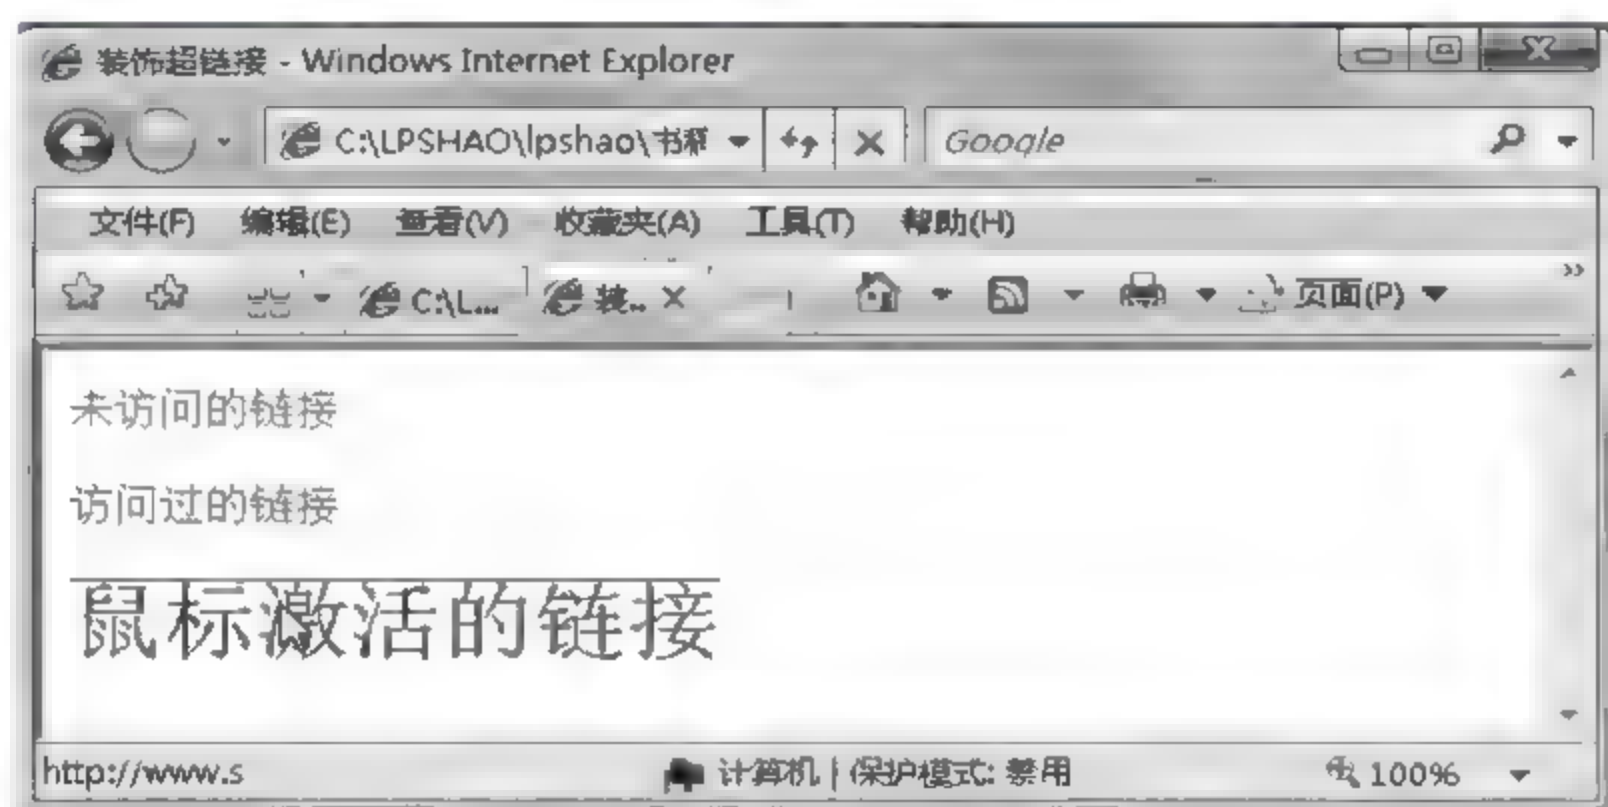 装饰超链接 - Windows Internet Explorer
C:\LPSHAO\lpshao\书稿 Google
文件(F) 编辑(E) 查看(V) 收藏夹(A) 工具(T) 帮助(H)
C:\L... 装.. 页面(P) »
未访问的链接
访问过的链接
鼠标激活的链接
http://www.s 计算机 | 保护模式: 禁用 100%